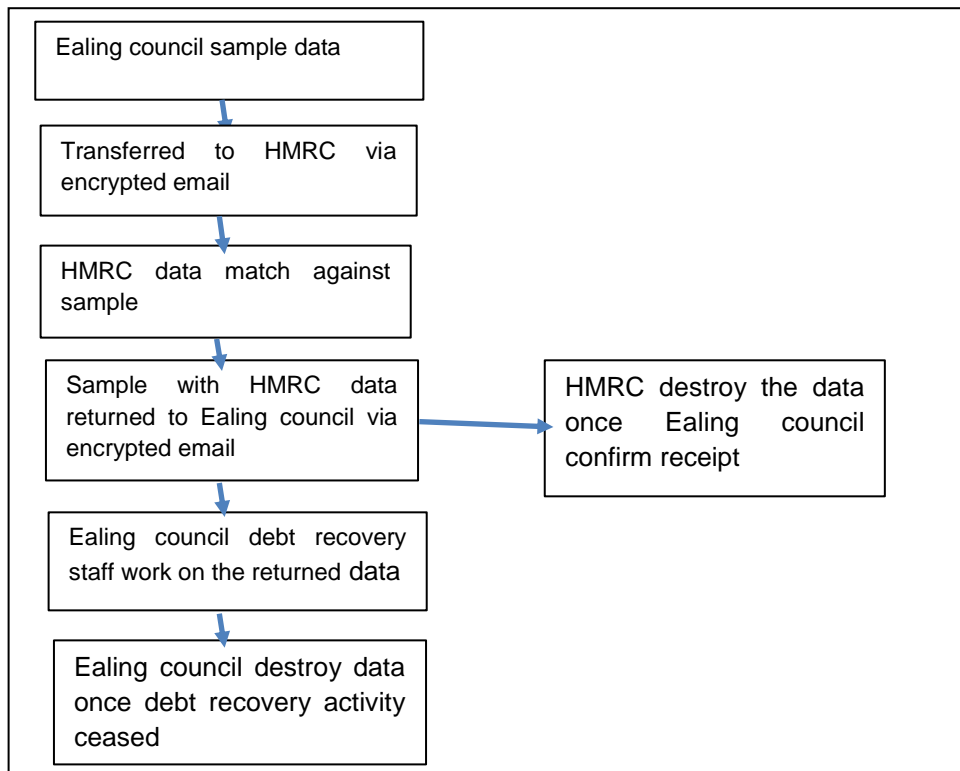 Ealing council sample data
Transferred to HMRC via
encrypted email
HMRC data match against
sample
Sample with HMRC data
returned to Ealing council via
encrypted email
HMRC destroy the data
once Ealing council
confirm receipt
Ealing council debt recovery
staff work on the returned data
Ealing council destroy data
once debt recovery activity
ceased